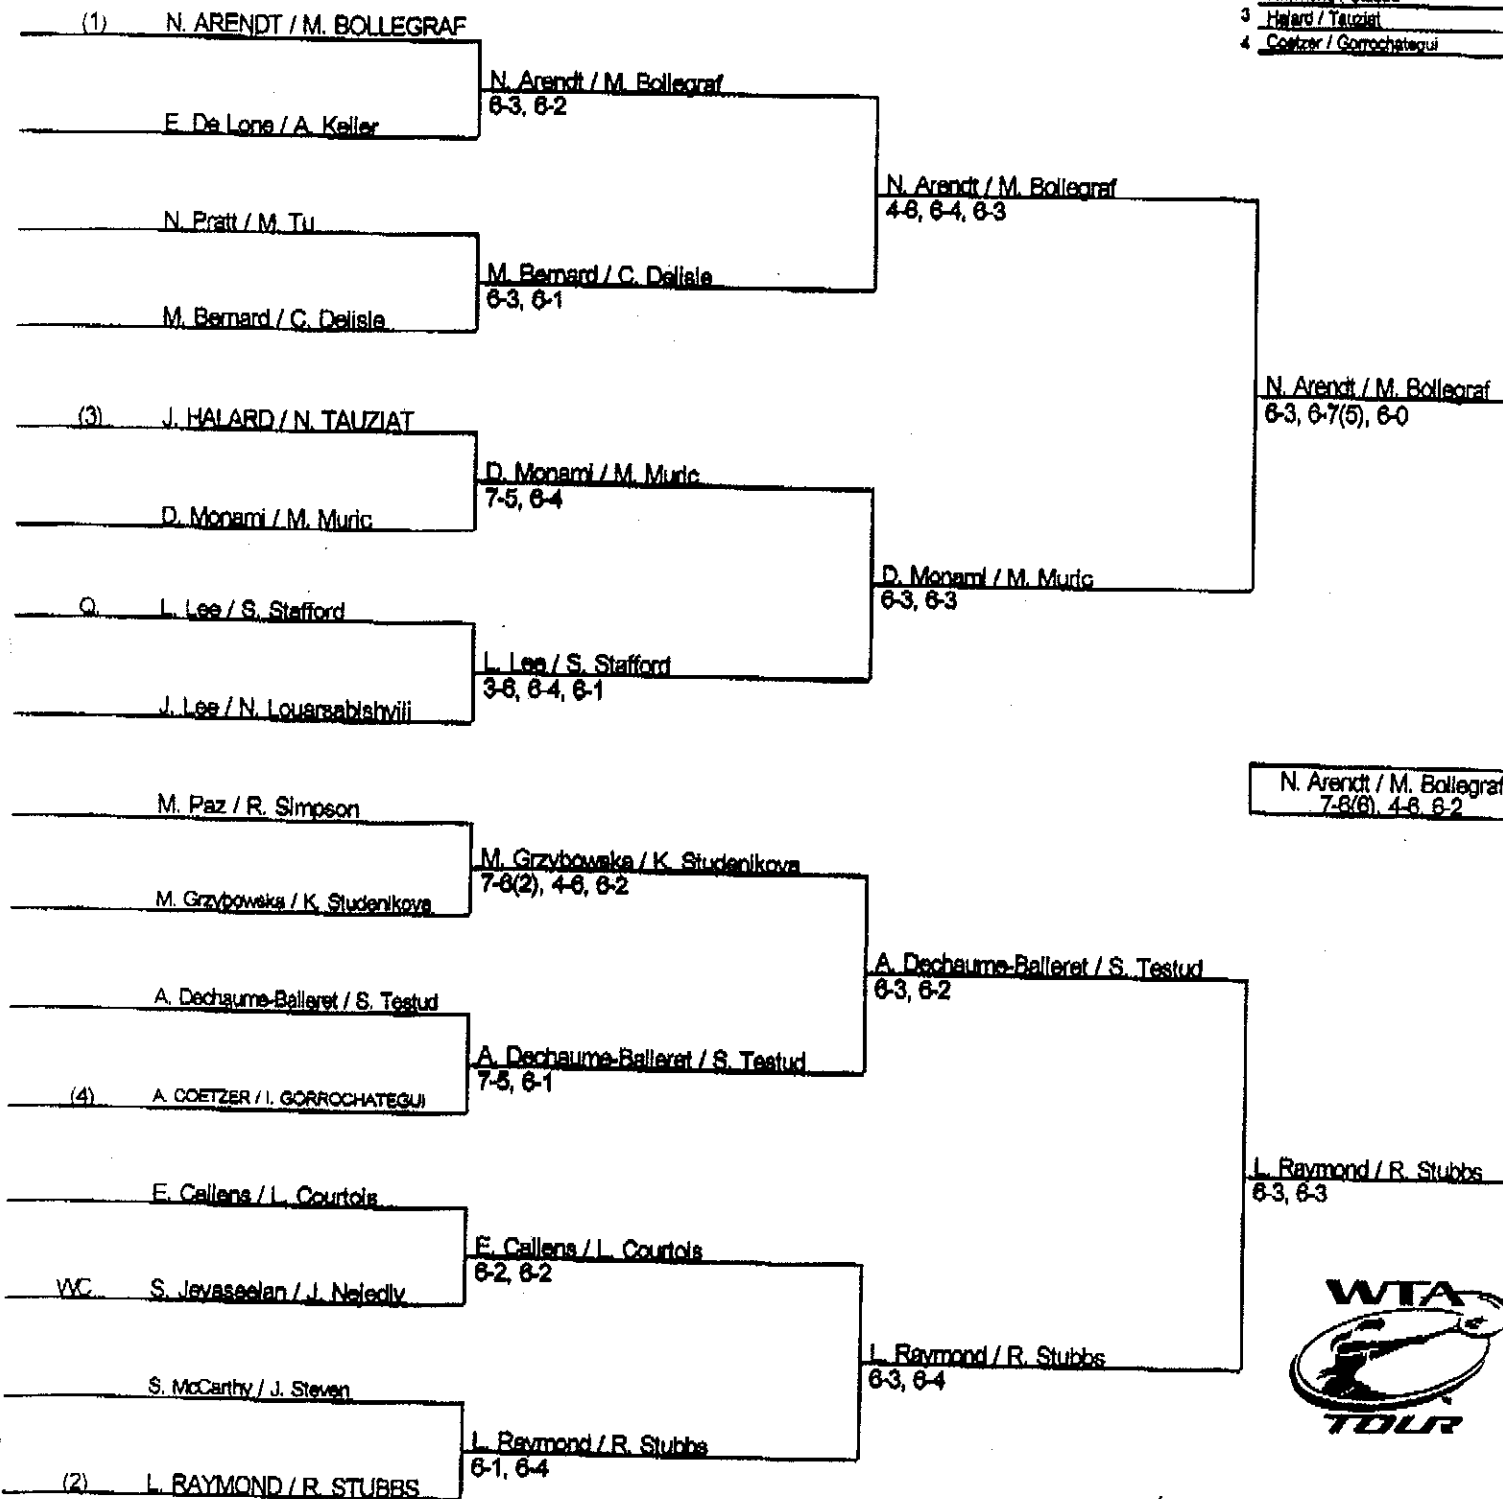 3 Halard / Tauziat
4 Coetzer / Gorrochategui
(1) N. ARENDT / M. BOLLEGRAF
N. Arendt / M. Bollegraf
6-3, 6-2
E. De Lone / A. Keller
N. Arendt / M. Bollegraf
4-6, 6-4, 6-3
N. Pratt / M. Tu
M. Bernard / C. Delisle
6-3, 6-1
M. Bernard / C. Delisle
N. Arendt / M. Bollegraf
6-3, 6-7(5), 6-0
(3) J. HALARD / N. TAUZIAT
D. Monami / M. Muric
7-5, 6-4
D. Monami / M. Muric
D. Monami / M. Muric
6-3, 6-3
Q L. Lee / S. Stafford
L. Lee / S. Stafford
3-6, 6-4, 6-1
J. Lee / N. Louarsabishvili
N. Arendt / M. Bollegraf
7-6(6), 4-6, 6-2
M. Paz / R. Simpson
M. Grzybowska / K. Studenikova
7-6(2), 4-6, 6-2
M. Grzybowska / K. Studenikova
A. Dechaume-Balleret / S. Testud
6-3, 6-2
A. Dechaume-Balleret / S. Testud
A. Dechaume-Balleret / S. Testud
7-5, 6-1
(4) A. COETZER / I. GORROCHATEGUI
L. Raymond / R. Stubbs
6-3, 6-3
E. Callens / L. Courtois
E. Callens / L. Courtois
6-2, 6-2
WC S. Jeyaseelan / J. Nejedly
L. Raymond / R. Stubbs
6-3, 6-4
S. McCarthy / J. Steven
L. Raymond / R. Stubbs
6-1, 6-4
(2) L. RAYMOND / R. STUBBS
WTA
TOUR